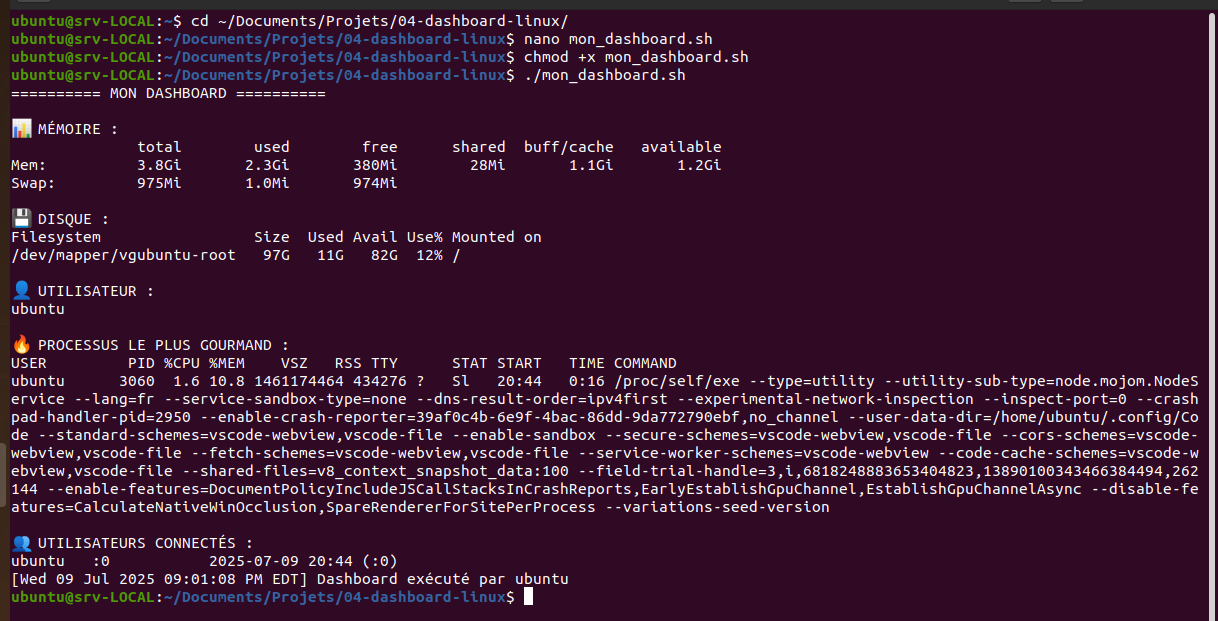 ubuntu@srv-LOCAL:~$ cd ~/Documents/Projets/04-dashboard-linux/
ubuntu@srv-LOCAL:~/Documents/Projets/04-dashboard-linux$ nano mon_dashboard.sh
ubuntu@srv-LOCAL:~/Documents/Projets/04-dashboard-linux$ chmod +x mon_dashboard.sh
ubuntu@srv-LOCAL:~/Documents/Projets/04-dashboard-linux$ ./mon_dashboard.sh
========== MON DASHBOARD ==========
📊 MÉMOIRE :
              total        used        free      shared  buff/cache   available
Mem:          3.8Gi       2.3Gi       380Mi        28Mi       1.1Gi       1.2Gi
Swap:         975Mi       1.0Mi       974Mi
💾 DISQUE :
Filesystem                 Size  Used Avail Use% Mounted on
/dev/mapper/vgubuntu-root   97G   11G   82G  12% /
👤 UTILISATEUR :
ubuntu
🔥 PROCESSUS LE PLUS GOURMAND :
USER         PID %CPU %MEM    VSZ   RSS TTY      STAT START   TIME COMMAND
ubuntu      3060  1.6 10.8 1461174464 434276 ?   Sl   20:44   0:16 /proc/self/exe --type=utility --utility-sub-type=node.mojom.NodeS
ervice --lang=fr --service-sandbox-type=none --dns-result-order=ipv4first --experimental-network-inspection --inspect-port=0 --crash
pad-handler-pid=2950 --enable-crash-reporter=39af0c4b-6e9f-4bac-86dd-9da772790ebf,no_channel --user-data-dir=/home/ubuntu/.config/Co
de --standard-schemes=vscode-webview,vscode-file --enable-sandbox --secure-schemes=vscode-webview,vscode-file --cors-schemes=vscode-
webview,vscode-file --fetch-schemes=vscode-webview,vscode-file --service-worker-schemes=vscode-webview --code-cache-schemes=vscode-w
ebview,vscode-file --shared-files=v8_context_snapshot_data:100 --field-trial-handle=3,i,6818248883653404823,13890100343466384494,262
144 --enable-features=DocumentPolicyIncludeJSCallStacksInCrashReports,EarlyEstablishGpuChannel,EstablishGpuChannelAsync --disable-fe
atures=CalculateNativeWinOcclusion,SpareRendererForSitePerProcess --variations-seed-version
👥 UTILISATEURS CONNECTÉS :
ubuntu   :0           2025-07-09 20:44 (:0)
[Wed 09 Jul 2025 09:01:08 PM EDT] Dashboard exécuté par ubuntu
ubuntu@srv-LOCAL:~/Documents/Projets/04-dashboard-linux$